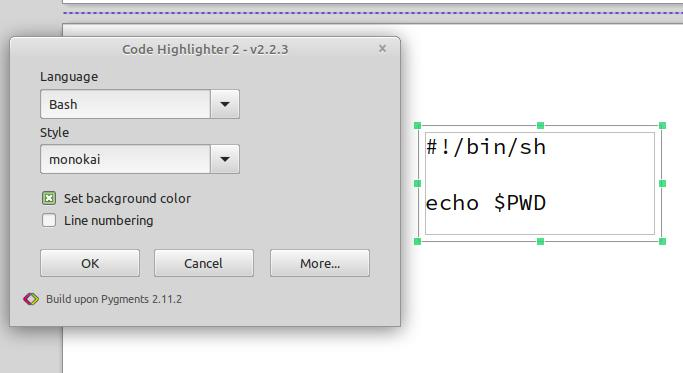 Code Highlighter 2 - v2.2.3
×
Language
Bash
Style
monokai
Set background color
Line numbering
OK Cancel More...
Build upon Pygments 2.11.2
#!/bin/sh
echo $PWD